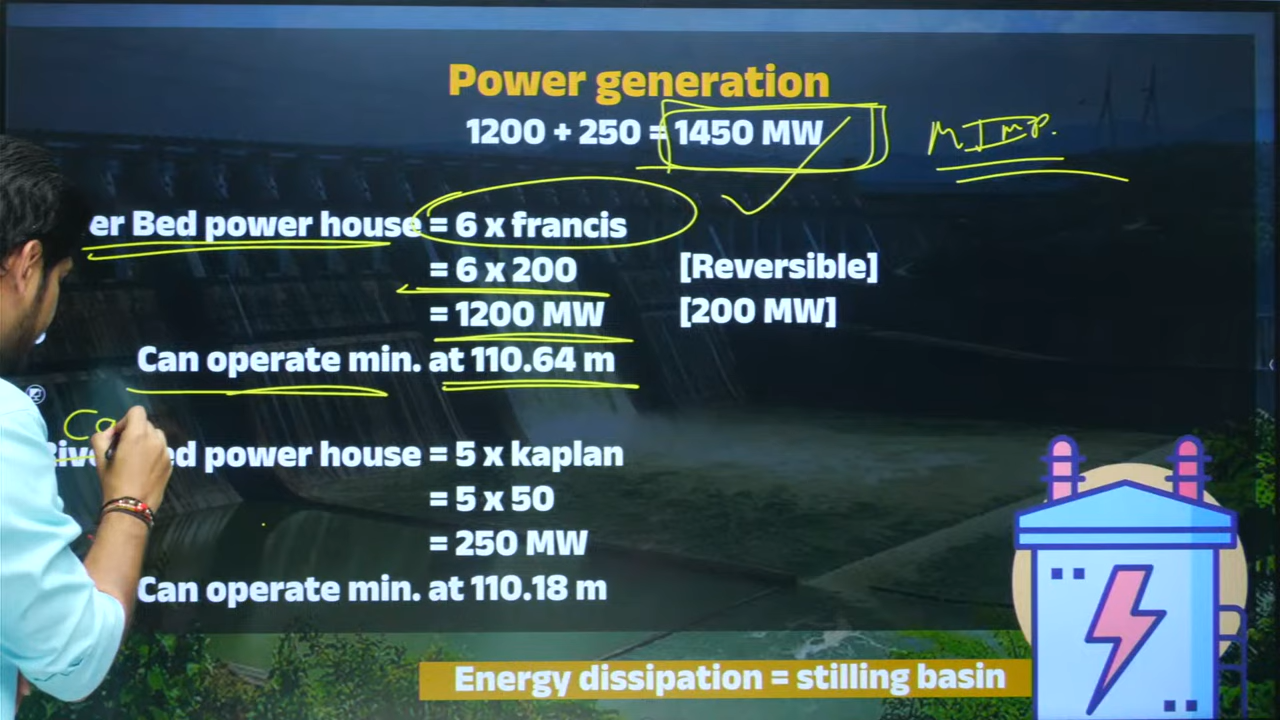 Power generation
1200 + 250 = 1450 MW
M Imp.
er Bed power house = 6 x francis
= 6 x 200 [Reversible]
= 1200 MW [200 MW]
Can operate min. at 110.64 m
Ca
Rive ed power house = 5 x kaplan
= 5 x 50
= 250 MW
Can operate min. at 110.18 m
Energy dissipation = stilling basin